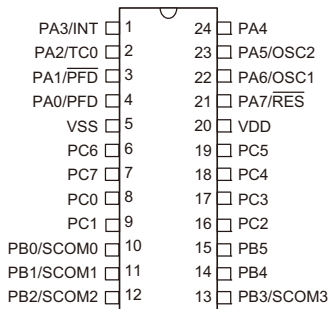 PA3/INT 1 24 PA4
PA2/TC0 2 23 PA5/OSC2
PA1/P̅F̅D̅ 3 22 PA6/OSC1
PA0/PFD 4 21 PA7/R̅E̅S̅
VSS 5 20 VDD
PC6 6 19 PC5
PC7 7 18 PC4
PC0 8 17 PC3
PC1 9 16 PC2
PB0/SCOM0 10 15 PB5
PB1/SCOM1 11 14 PB4
PB2/SCOM2 12 13 PB3/SCOM3